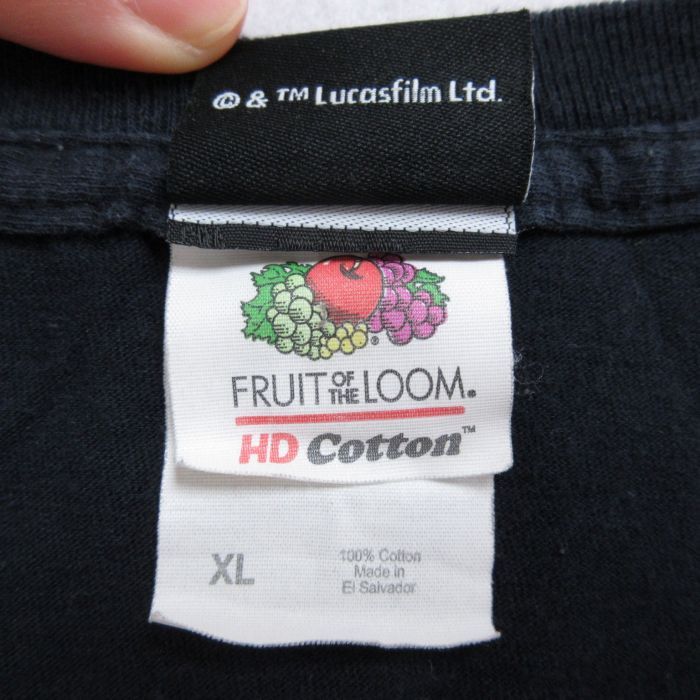 © & ™ Lucasfilm Ltd.
FRUIT OF THE LOOM®
HD Cotton™
XL
100% Cotton
Made in
El Salvador